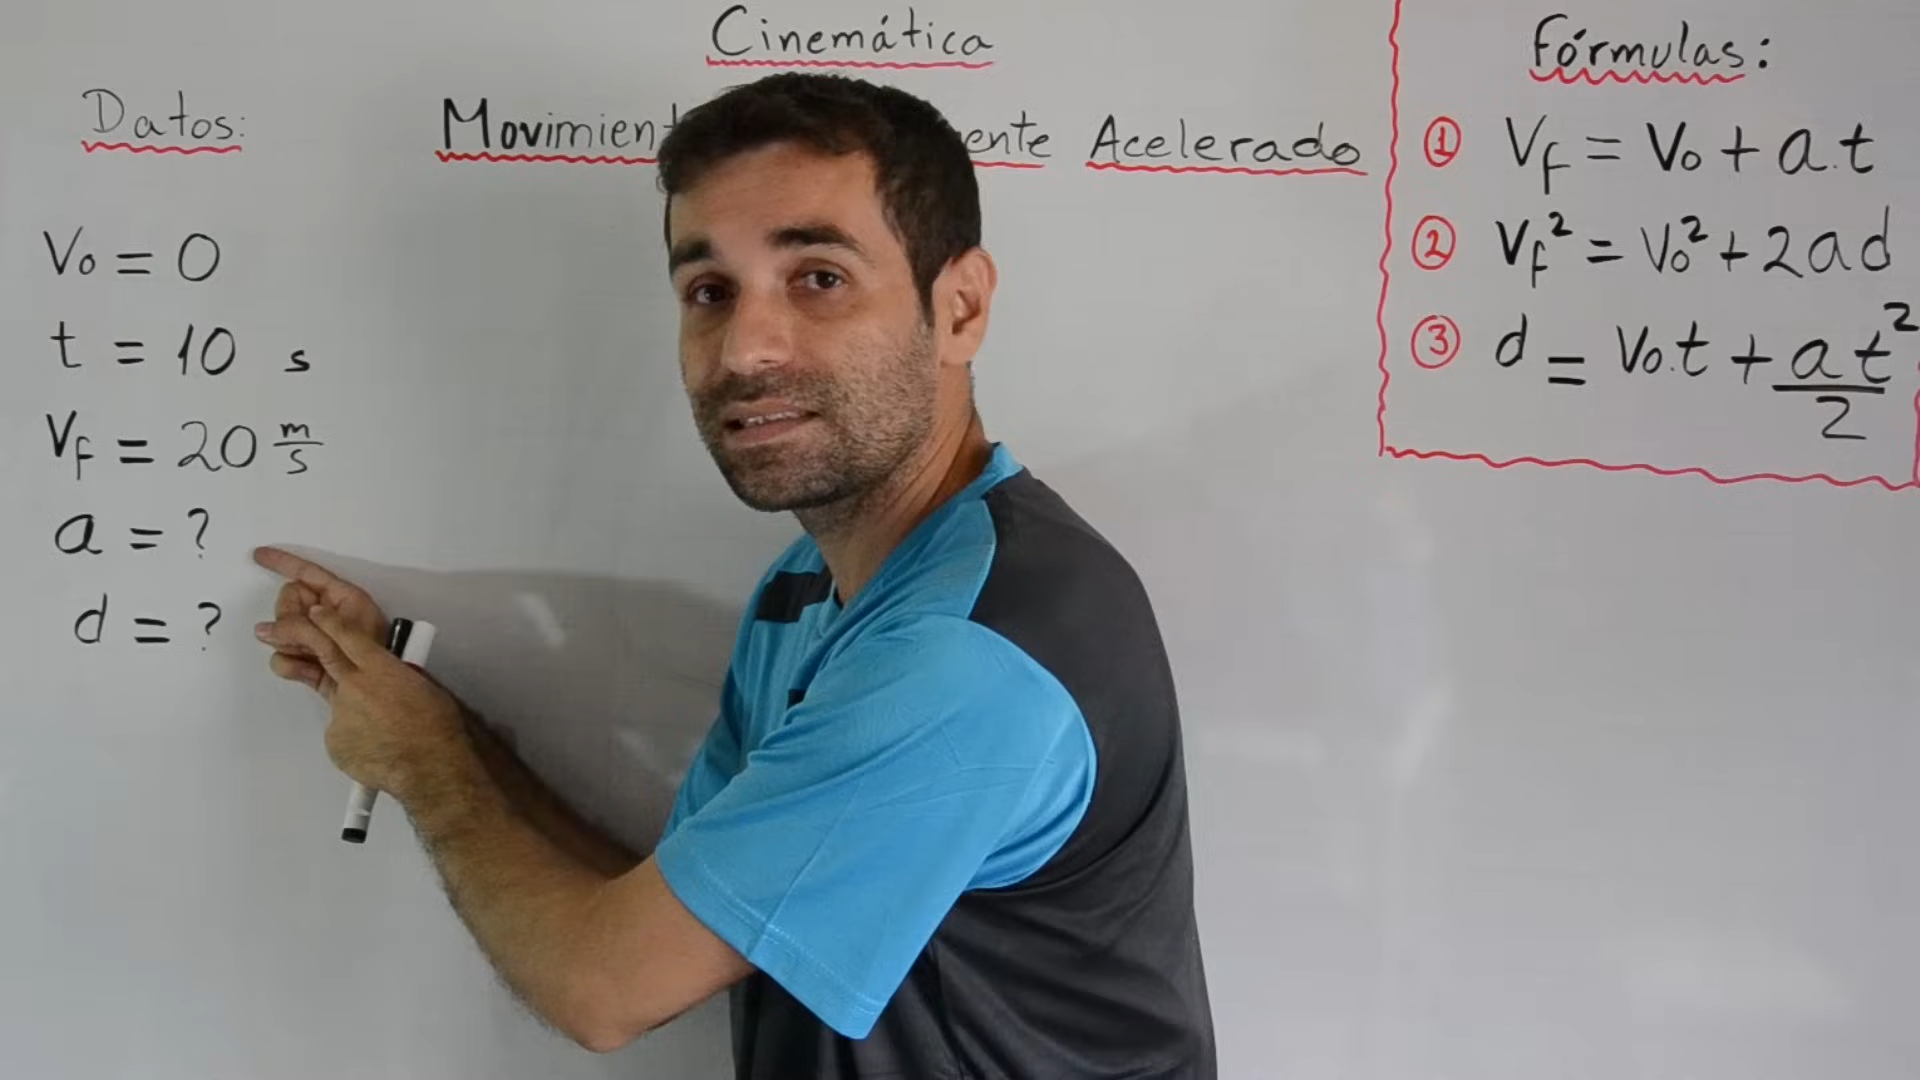 Cinemática
Movimient ente Acelerado
Datos:
Vo = 0
t = 10 s
Vf = 20 m/s
a = ?
d = ?
Fórmulas:
① Vf = Vo + a.t
② Vf² = Vo² + 2ad
③ d = Vo.t + at²/2